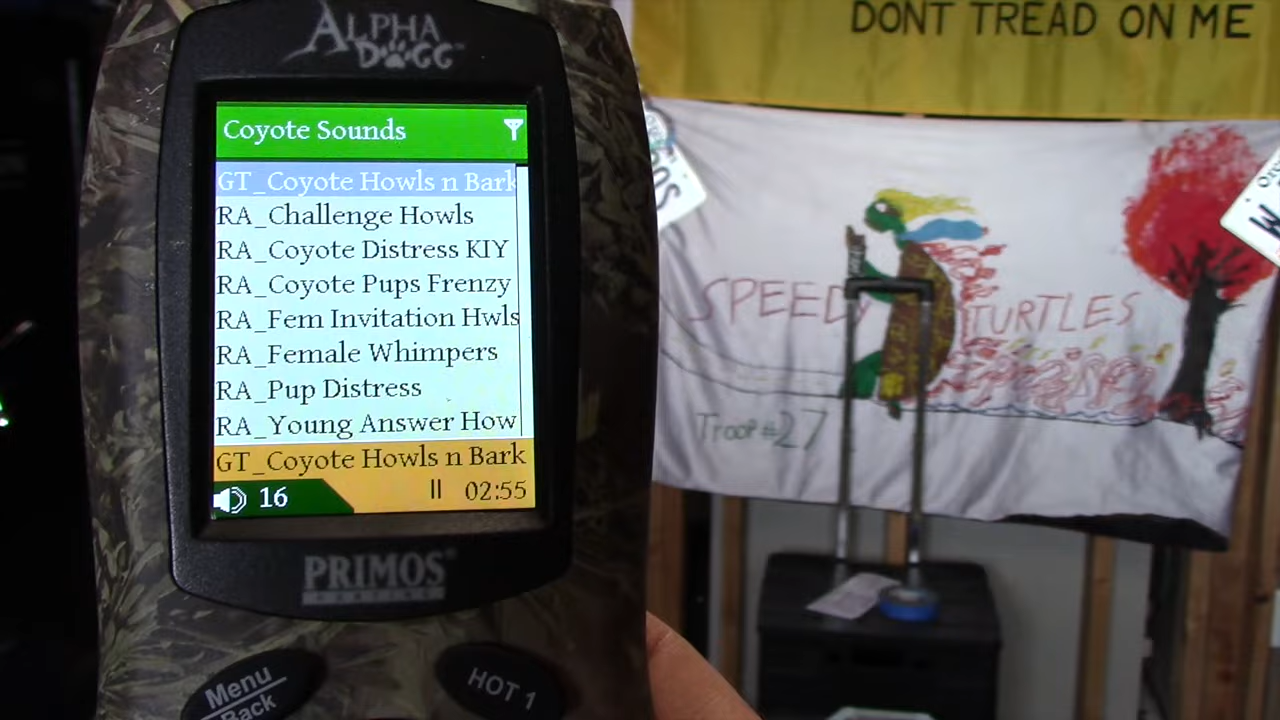 ALPHA
DOGG™
Coyote Sounds
GT_Coyote Howls n Bark
RA_Challenge Howls
RA_Coyote Distress KIY
RA_Coyote Pups Frenzy
RA_Fem Invitation Hwls
RA_Female Whimpers
RA_Pup Distress
RA_Young Answer How
GT_Coyote Howls n Bark
16 02:55
PRIMOS®
HUNTING
Menu
Back
HOT 1
DONT TREAD ON ME
SPEEDY TURTLES
Troop #27